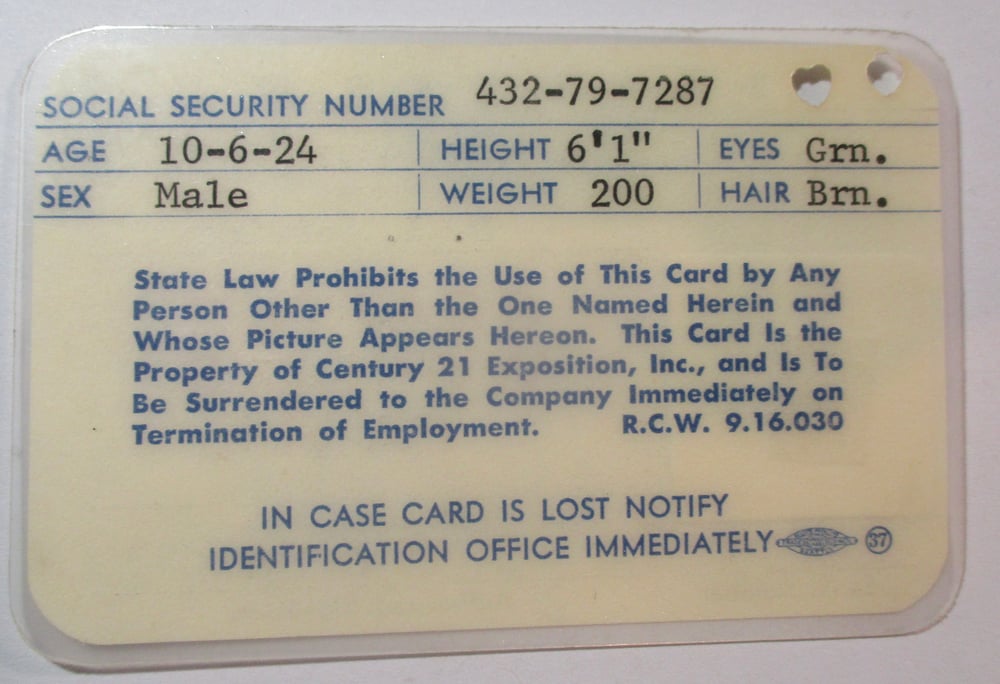 SOCIAL SECURITY NUMBER 432-79-7287
AGE 10-6-24 HEIGHT 6'1" EYES Grn.
SEX Male WEIGHT 200 HAIR Brn.
State Law Prohibits the Use of This Card by Any
Person Other Than the One Named Herein and
Whose Picture Appears Hereon. This Card Is the
Property of Century 21 Exposition, Inc., and Is To
Be Surrendered to the Company Immediately on
Termination of Employment. R.C.W. 9.16.030
IN CASE CARD IS LOST NOTIFY
IDENTIFICATION OFFICE IMMEDIATELY 37